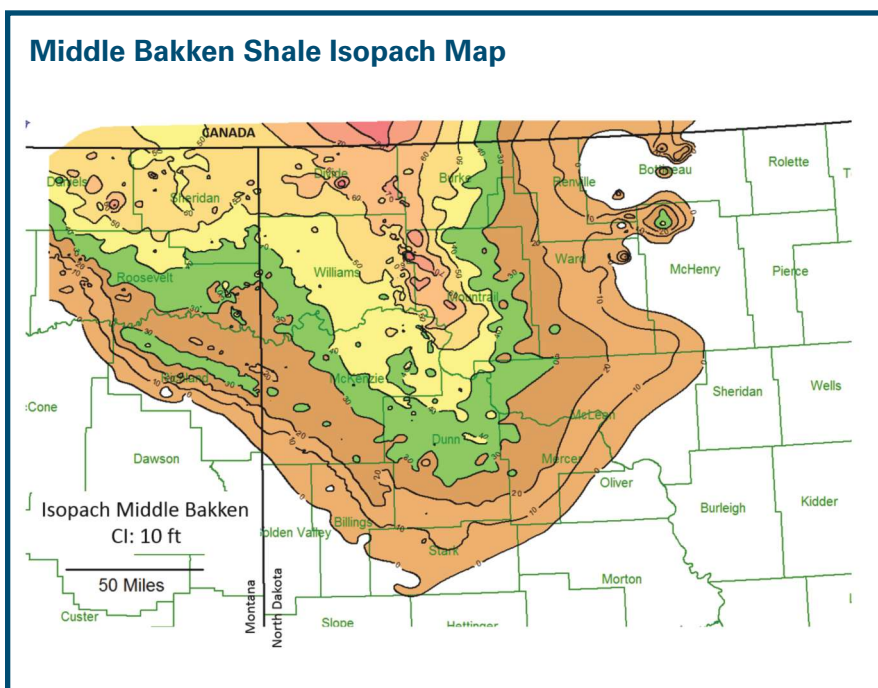 Middle Bakken Shale Isopach Map
CANADA
Daniels
Sheridan
Divide
Burke
Renville
Bottineau
Rolette
Roosevelt
Williams
Mountrail
Ward
McHenry
Pierce
Richland
McKenzie
McLean
Sheridan
Wells
cCone
Dawson
Dunn
Mercer
Oliver
Burleigh
Kidder
Isopach Middle Bakken
CI: 10 ft
50 Miles
olden Valley
Billings
Stark
Morton
Custer
Montana
North Dakota
Slope
Hettinger